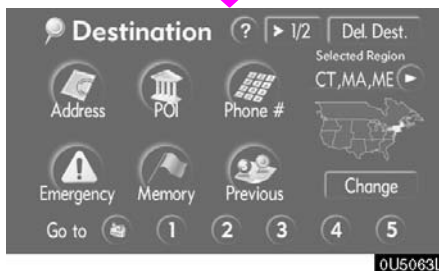 Destination ? 1/2 Del. Dest.
Selected Region
CT,MA,ME
Address POI Phone #
Emergency Memory Previous Change
Go to 1 2 3 4 5
0U5063L